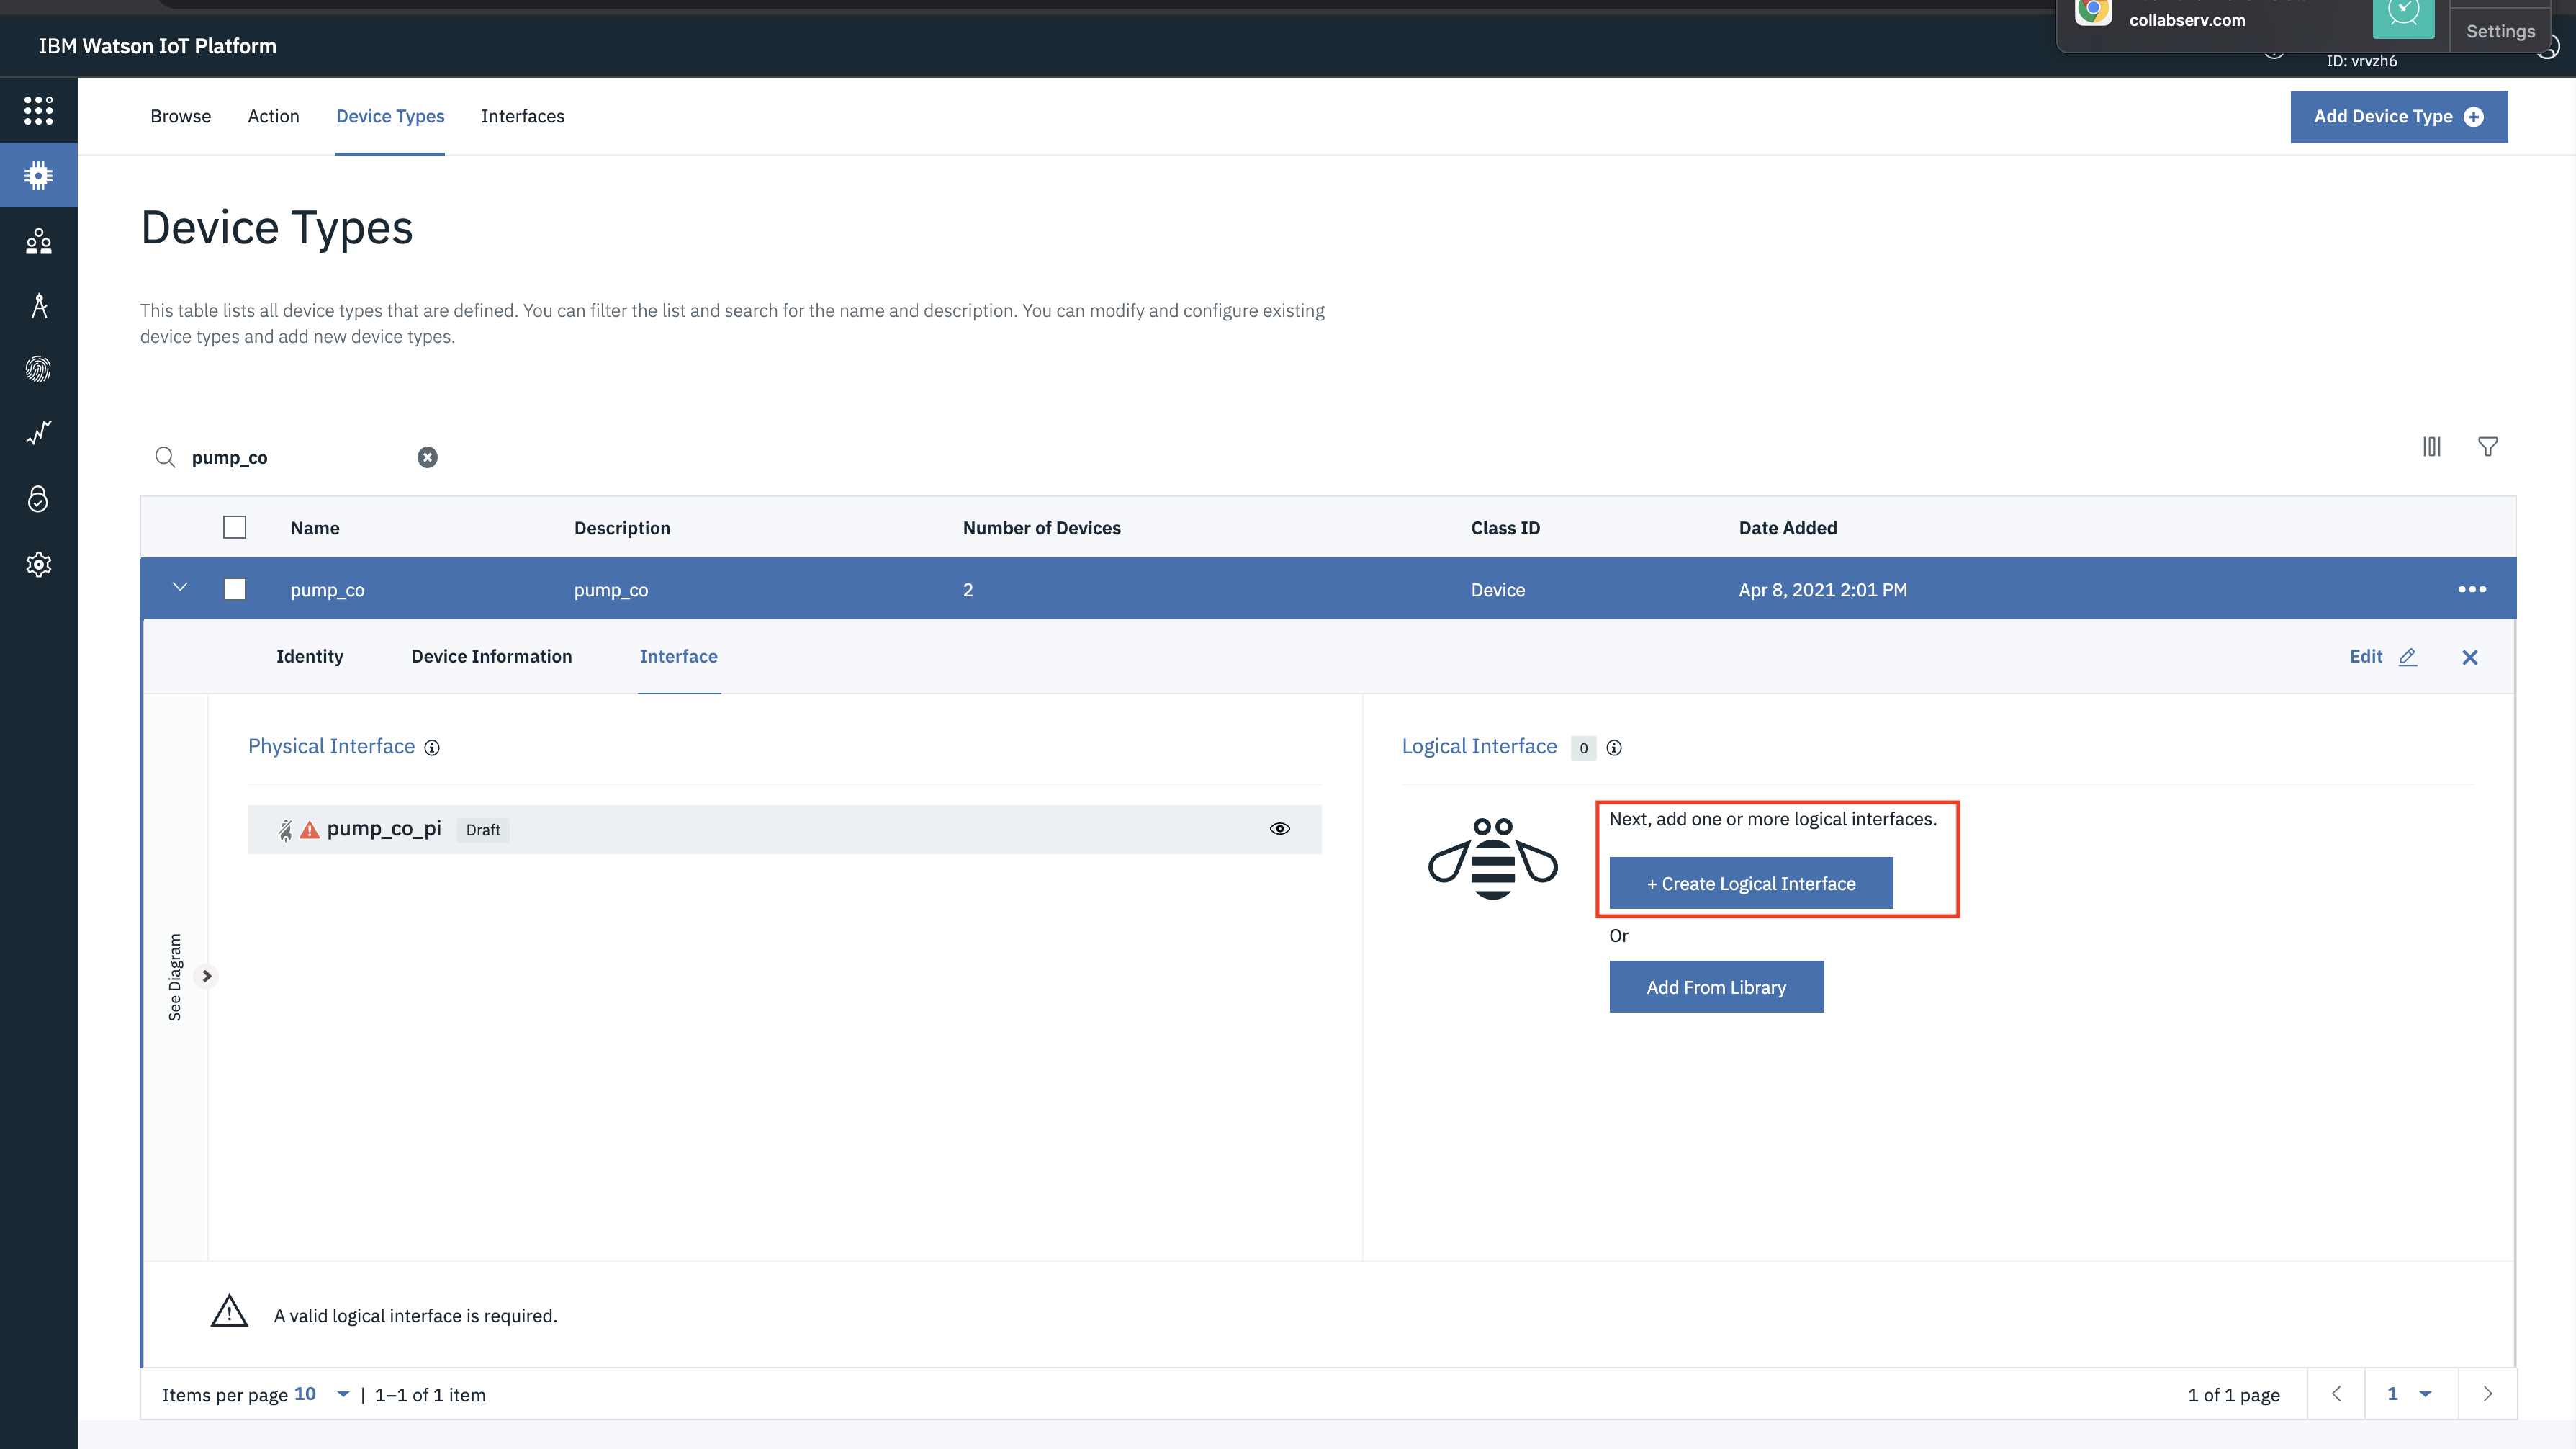 collabserv.com
Settings
IBM Watson IoT Platform
ID: vrvzh6
Browse Action Device Types Interfaces
Add Device Type
Device Types
This table lists all device types that are defined. You can filter the list and search for the name and description. You can modify and configure existing
device types and add new device types.
pump_co
Name Description Number of Devices Class ID Date Added
pump_co pump_co 2 Device Apr 8, 2021 2:01 PM
Identity Device Information Interface Edit
Physical Interface
Logical Interface 0
pump_co_pi Draft
Next, add one or more logical interfaces.
+ Create Logical Interface
Or
Add From Library
See Diagram
A valid logical interface is required.
Items per page 10 | 1–1 of 1 item
1 of 1 page 1